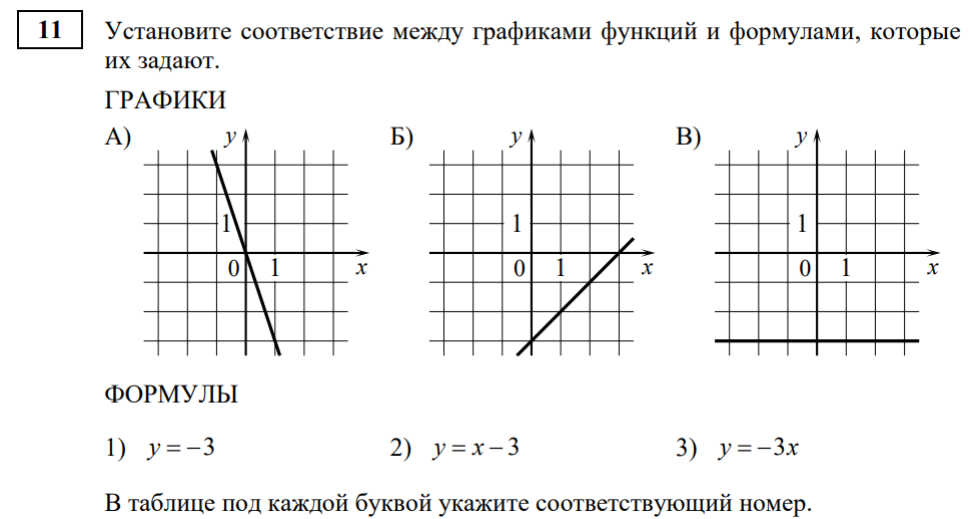 11 Установите соответствие между графиками функций и формулами, которые
их задают.
ГРАФИКИ
А) y 1 0 1 x Б) y 1 0 1 x В) y 1 0 1 x
ФОРМУЛЫ
1) y = −3 2) y = x − 3 3) y = −3x
В таблице под каждой буквой укажите соответствующий номер.